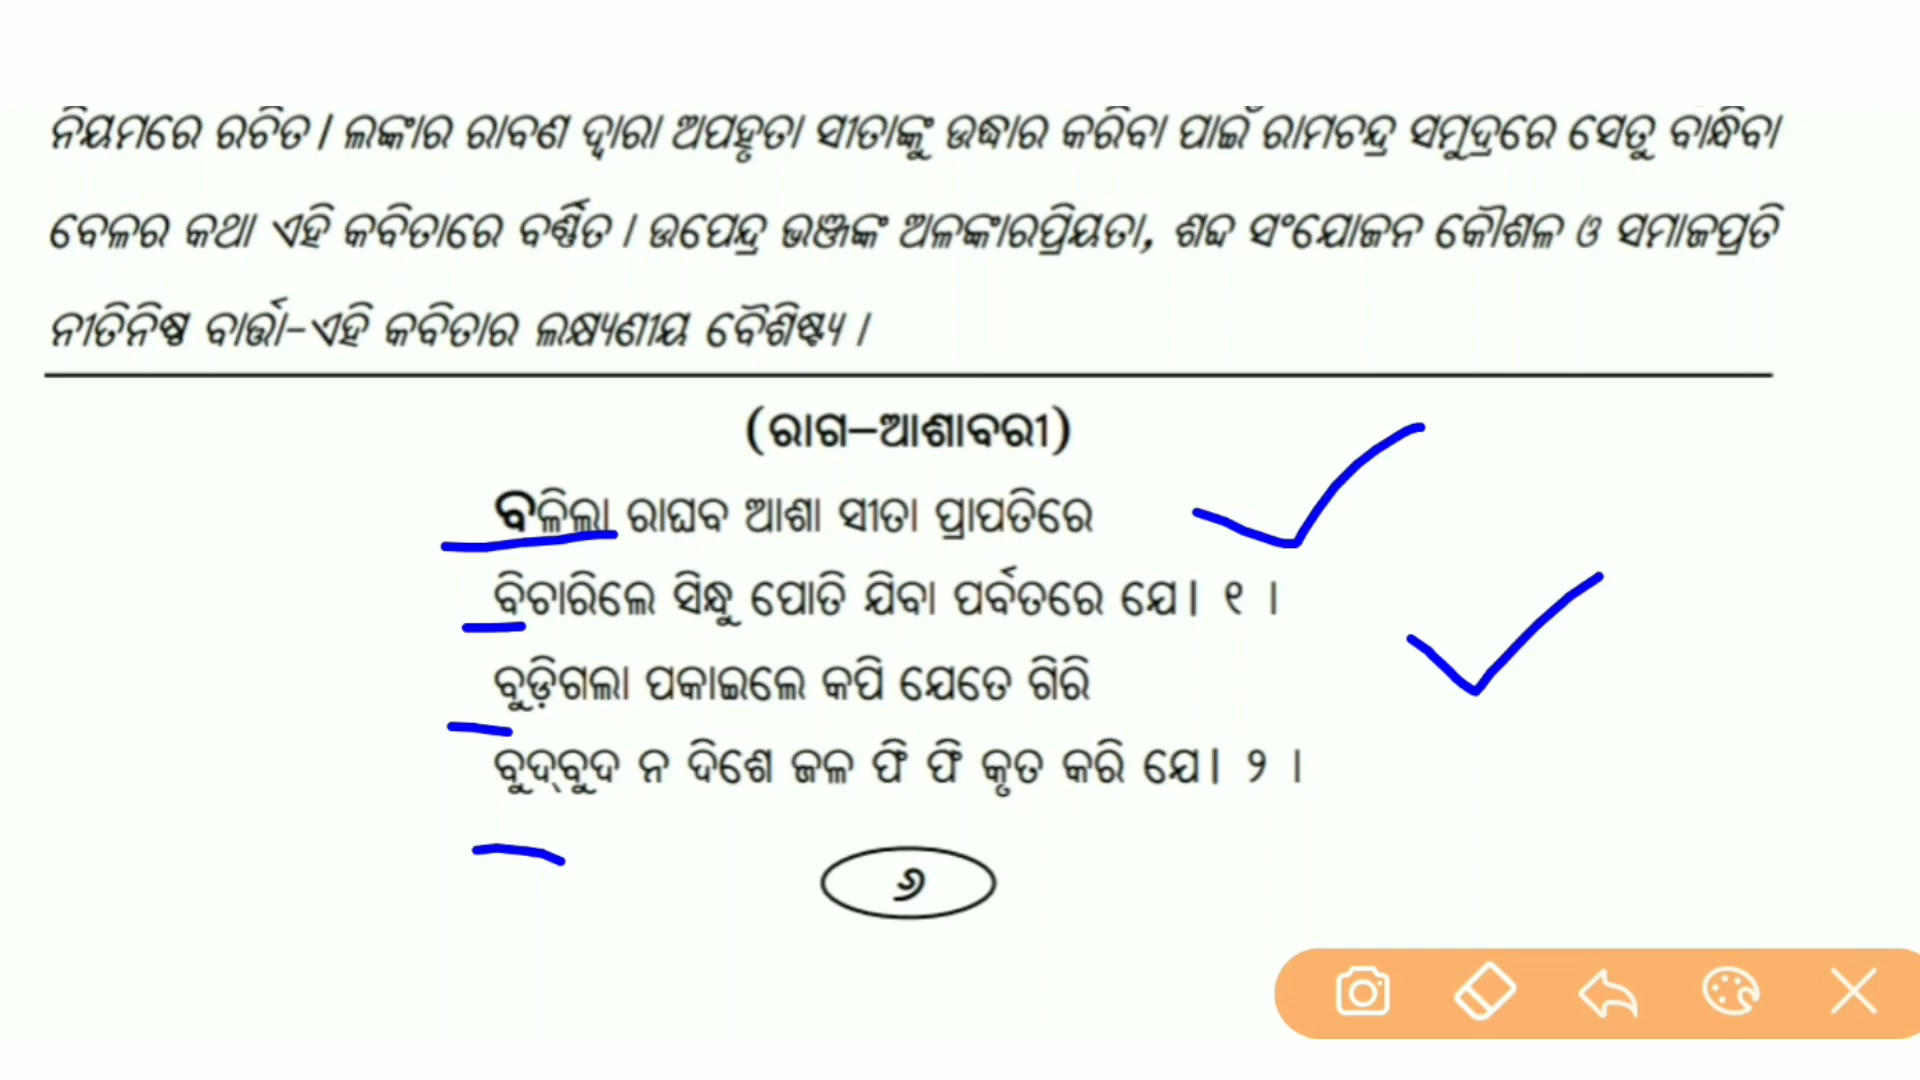 ନିୟମରେ ରଚିତ । ଲଙ୍କାର ରାବଣ ଦ୍ୱାରା ଅପହୃତା ସୀତାଙ୍କୁ ଉଦ୍ଧାର କରିବା ପାଇଁ ରାମଚନ୍ଦ୍ର ସମୁଦ୍ରରେ ସେତୁ ବାନ୍ଧିବା
ବେଳର କଥା ଏହି କବିତାରେ ବର୍ଣ୍ଣିତ । ଉପେନ୍ଦ୍ର ଭଞ୍ଜଙ୍କ ଅଳଙ୍କାରପ୍ରିୟତା, ଶବ୍ଦ ସଂଯୋଜନ କୌଶଳ ଓ ସମାଜପ୍ରତି
ନୀତିନିଷ୍ଠ ବାର୍ତ୍ତା-ଏହି କବିତାର ଲକ୍ଷ୍ୟଣୀୟ ବୈଶିଷ୍ଟ୍ୟ ।
(ରାଗ-ଆଶାବରୀ)
ବଳିଲା ରାଘବ ଆଶା ସୀତା ପ୍ରାପତିରେ
ବିଚାରିଲେ ସିନ୍ଧୁ ପୋତି ଯିବା ପର୍ବତରେ ଯେ। ୧ ।
ବୁଡ଼ିଗଲା ପକାଇଲେ କପି ଯେତେ ଗିରି
ବୁଦ୍‌ବୁଦ ନ ଦିଶେ ଜଳ ଫି ଫି କୃତ କରି ଯେ। ୨ ।
୬